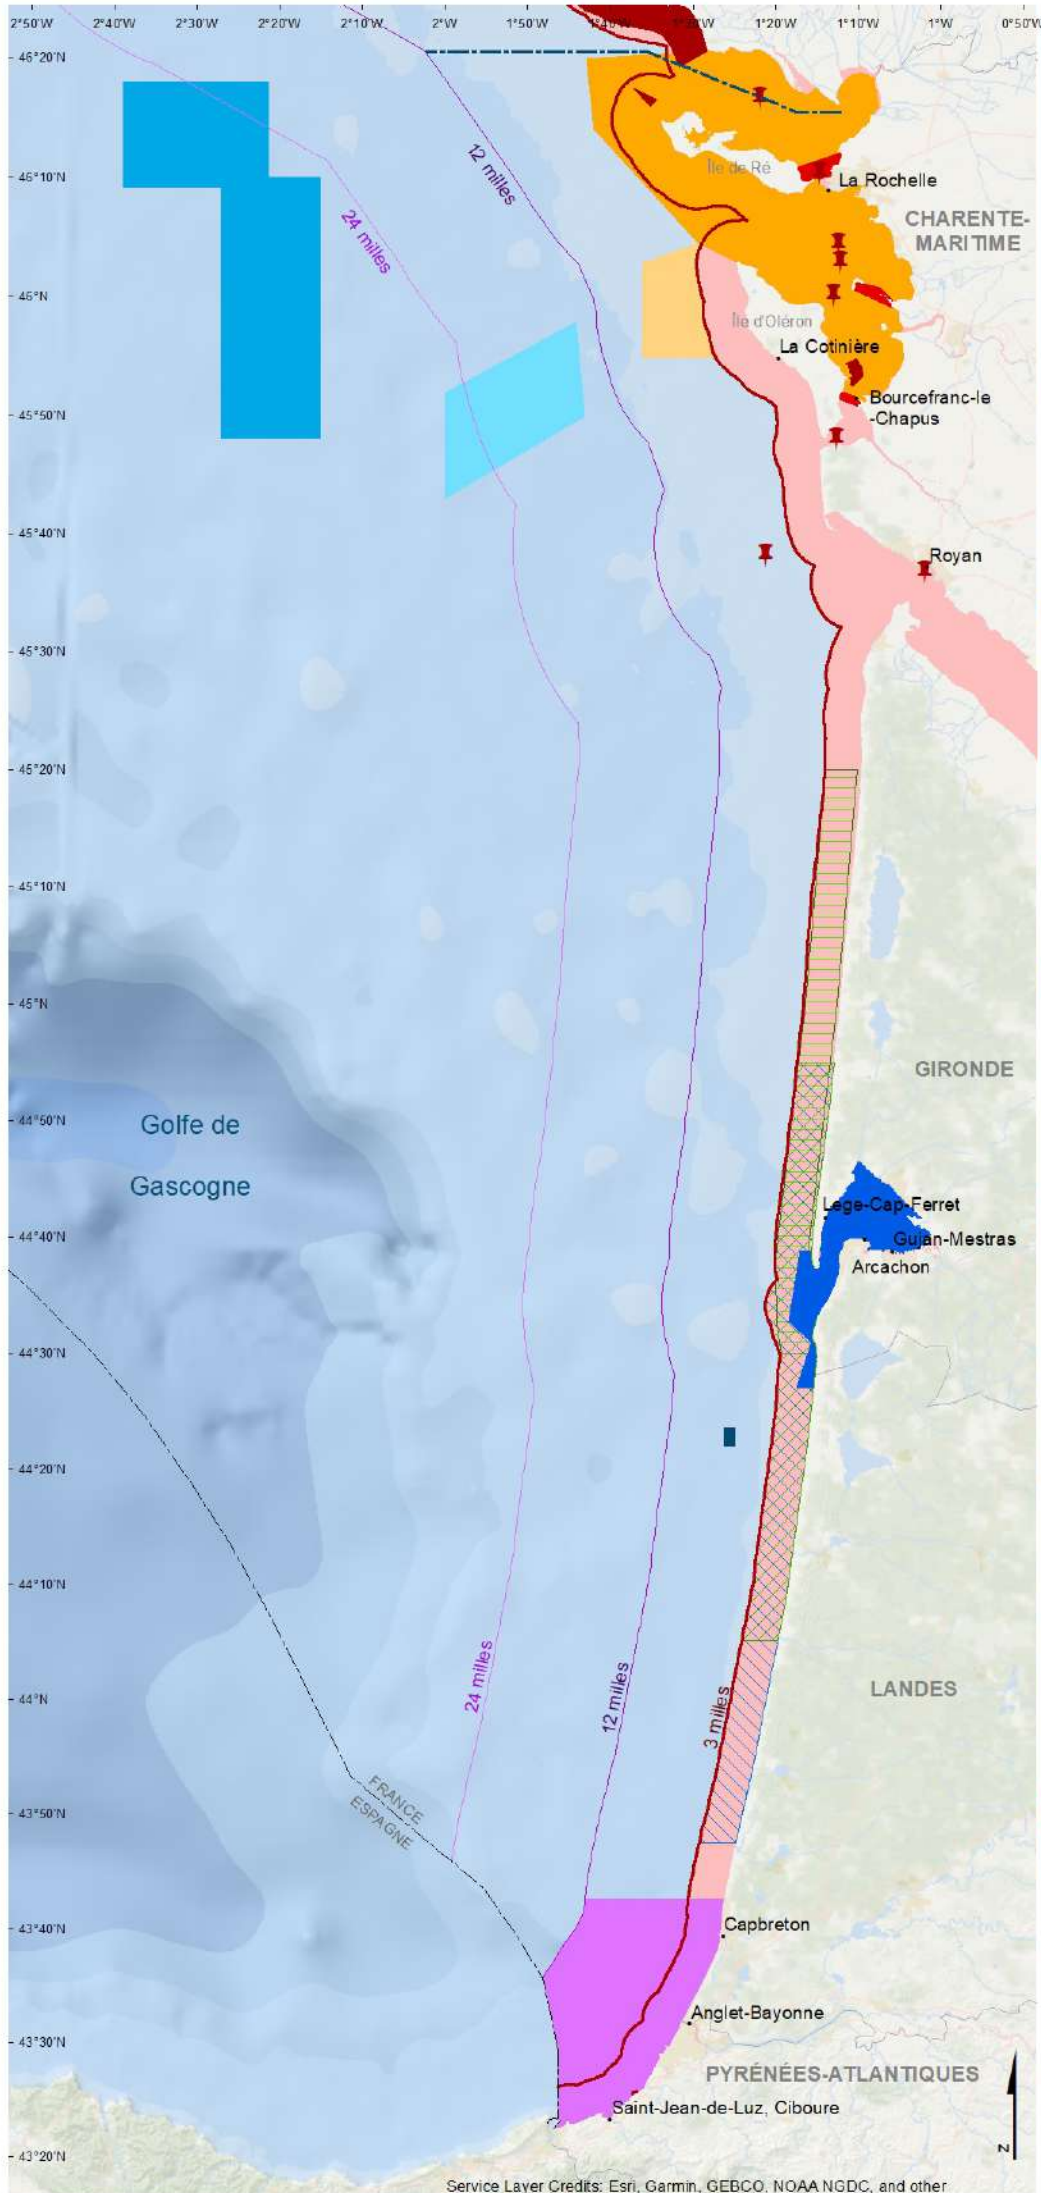 2°50'W 2°40'W 2°30'W 2°20'W 2°10'W 2°W 1°50'W 1°40'W 1°30'W 1°20'W 1°10'W 1°W 0°50'W
46°20'N
12 milles
46°10'N
Île de Ré
La Rochelle
24 milles
CHARENTE-
MARITIME
46°N
Île d'Oléron
La Cotinière
45°50'N
Bourcefranc-le
-Chapus
45°40'N
Royan
45°30'N
45°20'N
45°10'N
45°N
GIRONDE
44°50'N
Golfe de
Gascogne
Lege-Cap-Ferret
44°40'N
Gujan-Mestras
Arcachon
44°30'N
44°20'N
44°10'N
24 milles
12 milles
3 milles
44°N
LANDES
FRANCE
ESPAGNE
43°50'N
43°40'N
Capbreton
Anglet-Bayonne
43°30'N
PYRÉNÉES-ATLANTIQUES
Saint-Jean-de-Luz, Ciboure
N
43°20'N
Service Layer Credits: Esri, Garmin, GEBCO, NOAA NGDC, and other